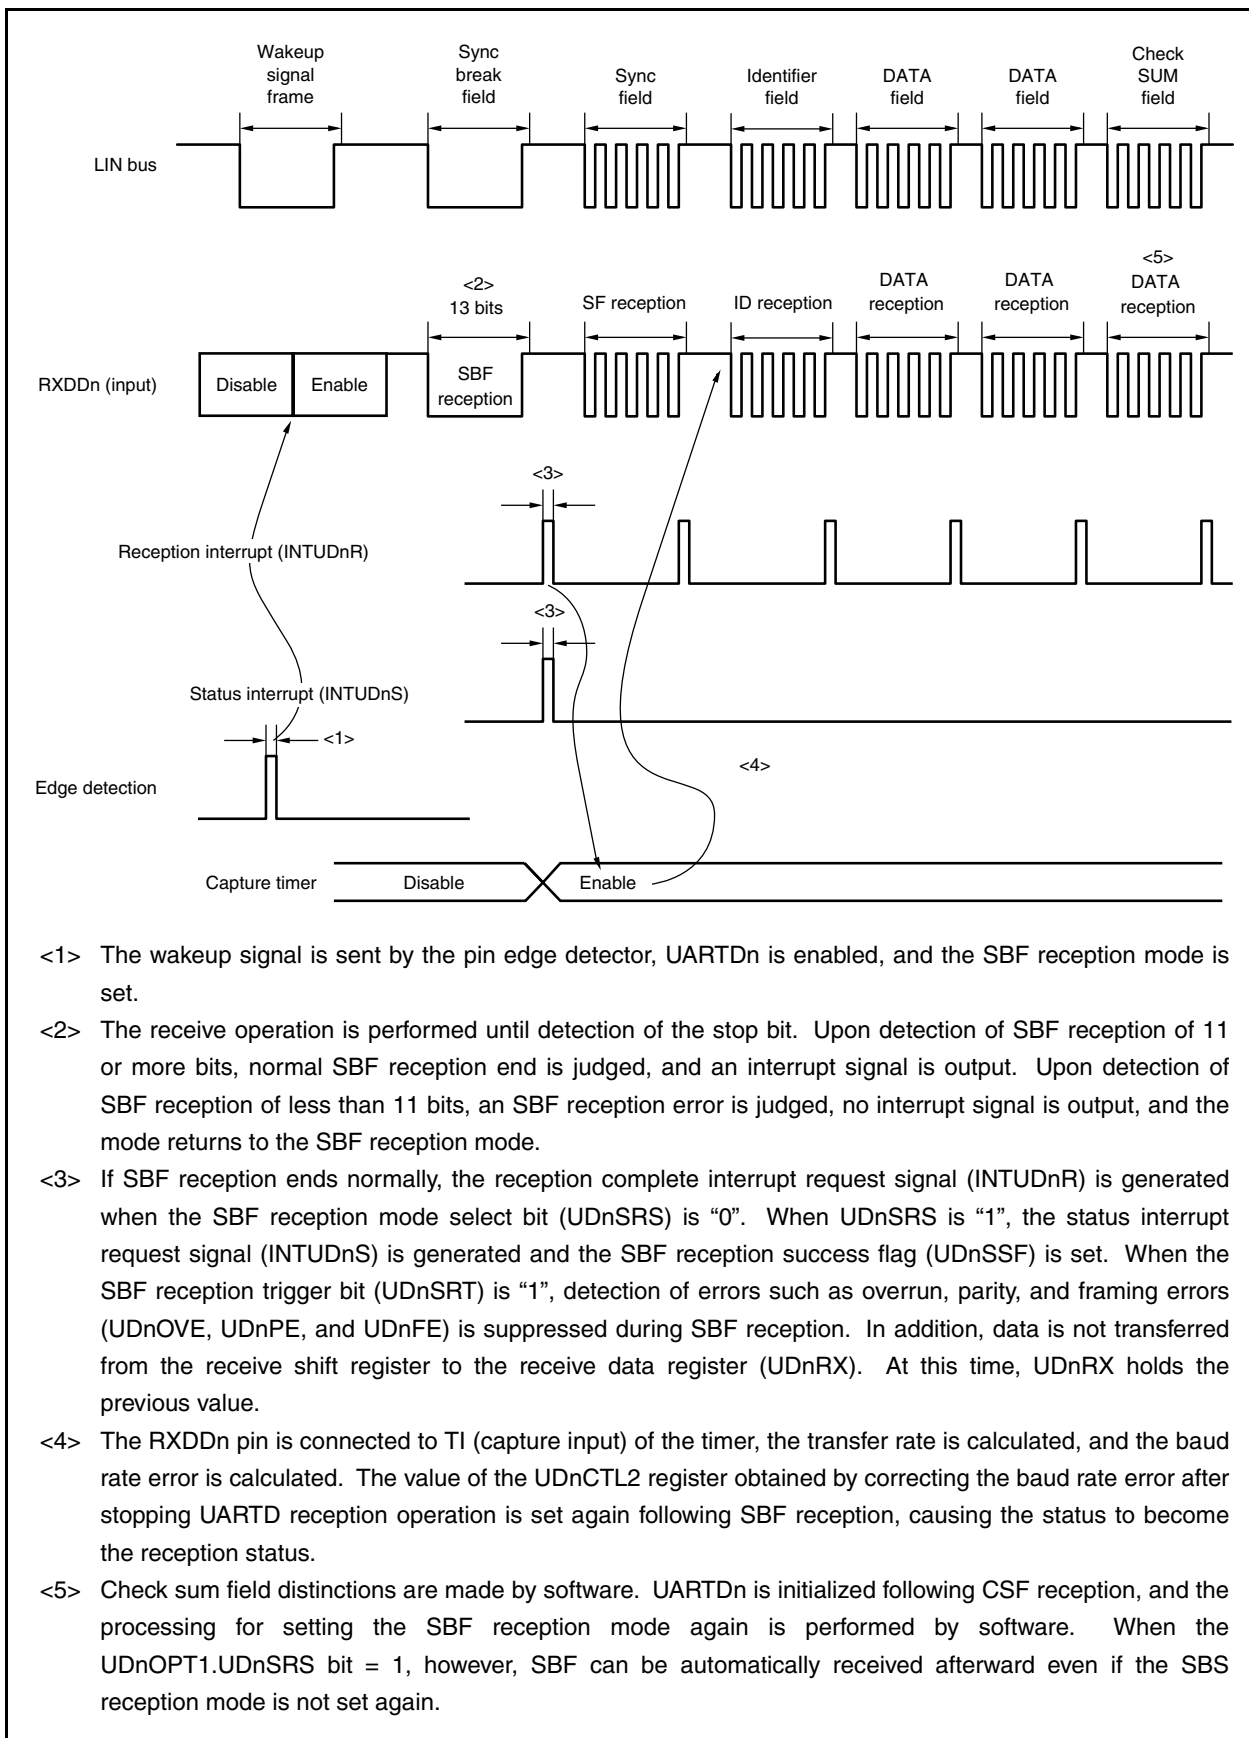 Wakeup
signal
frame
Sync
break
field
Sync
field
Identifier
field
DATA
field
DATA
field
Check
SUM
field
LIN bus
<2>
13 bits
SF reception
ID reception
DATA
reception
DATA
reception
<5>
DATA
reception
RXDDn (input)
Disable
Enable
SBF
reception
<3>
Reception interrupt (INTUDnR)
<3>
Status interrupt (INTUDnS)
<1>
<4>
Edge detection
Capture timer
Disable
Enable
<1> The wakeup signal is sent by the pin edge detector, UARTDn is enabled, and the SBF reception mode is
set.
<2> The receive operation is performed until detection of the stop bit. Upon detection of SBF reception of 11
or more bits, normal SBF reception end is judged, and an interrupt signal is output. Upon detection of
SBF reception of less than 11 bits, an SBF reception error is judged, no interrupt signal is output, and the
mode returns to the SBF reception mode.
<3> If SBF reception ends normally, the reception complete interrupt request signal (INTUDnR) is generated
when the SBF reception mode select bit (UDnSRS) is “0”. When UDnSRS is “1”, the status interrupt
request signal (INTUDnS) is generated and the SBF reception success flag (UDnSSF) is set. When the
SBF reception trigger bit (UDnSRT) is “1”, detection of errors such as overrun, parity, and framing errors
(UDnOVE, UDnPE, and UDnFE) is suppressed during SBF reception. In addition, data is not transferred
from the receive shift register to the receive data register (UDnRX). At this time, UDnRX holds the
previous value.
<4> The RXDDn pin is connected to TI (capture input) of the timer, the transfer rate is calculated, and the baud
rate error is calculated. The value of the UDnCTL2 register obtained by correcting the baud rate error after
stopping UARTD reception operation is set again following SBF reception, causing the status to become
the reception status.
<5> Check sum field distinctions are made by software. UARTDn is initialized following CSF reception, and the
processing for setting the SBF reception mode again is performed by software. When the
UDnOPT1.UDnSRS bit = 1, however, SBF can be automatically received afterward even if the SBS
reception mode is not set again.